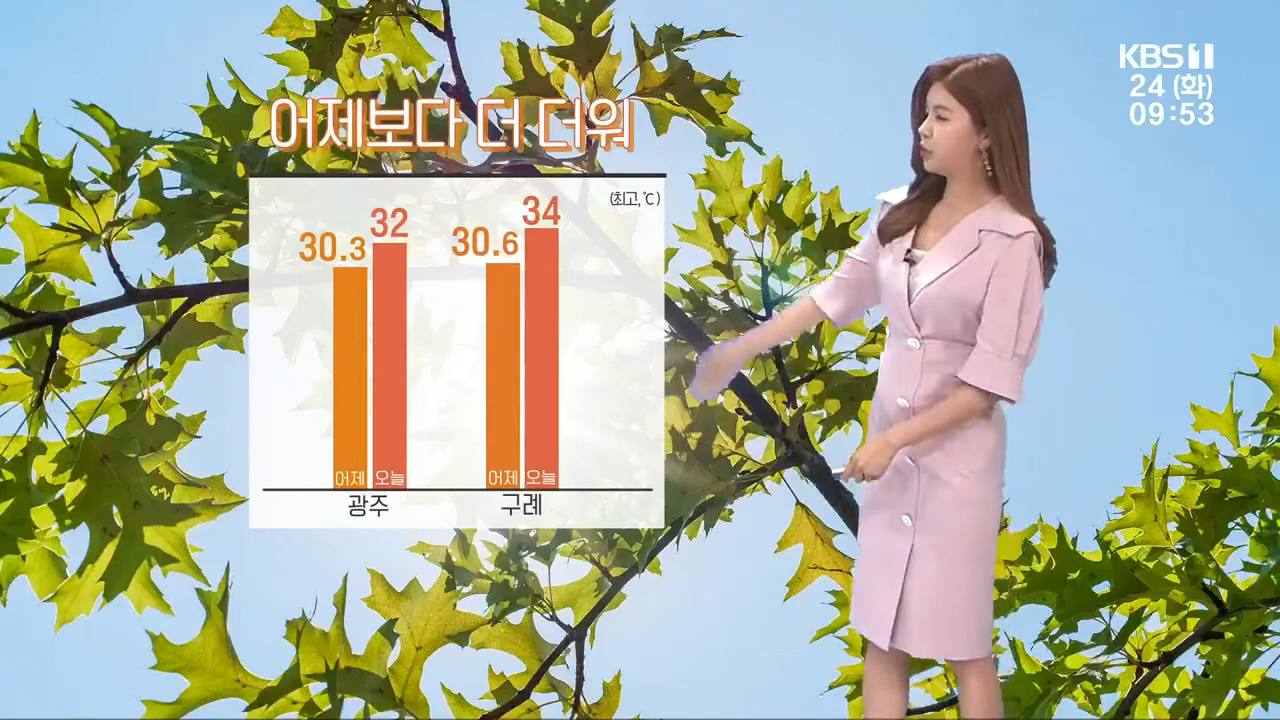 KBS 1
24 (화)
09:53
어제보다 더 더워
(최고, ℃)
30.3
32
30.6
34
어제
오늘
어제
오늘
광주
구례